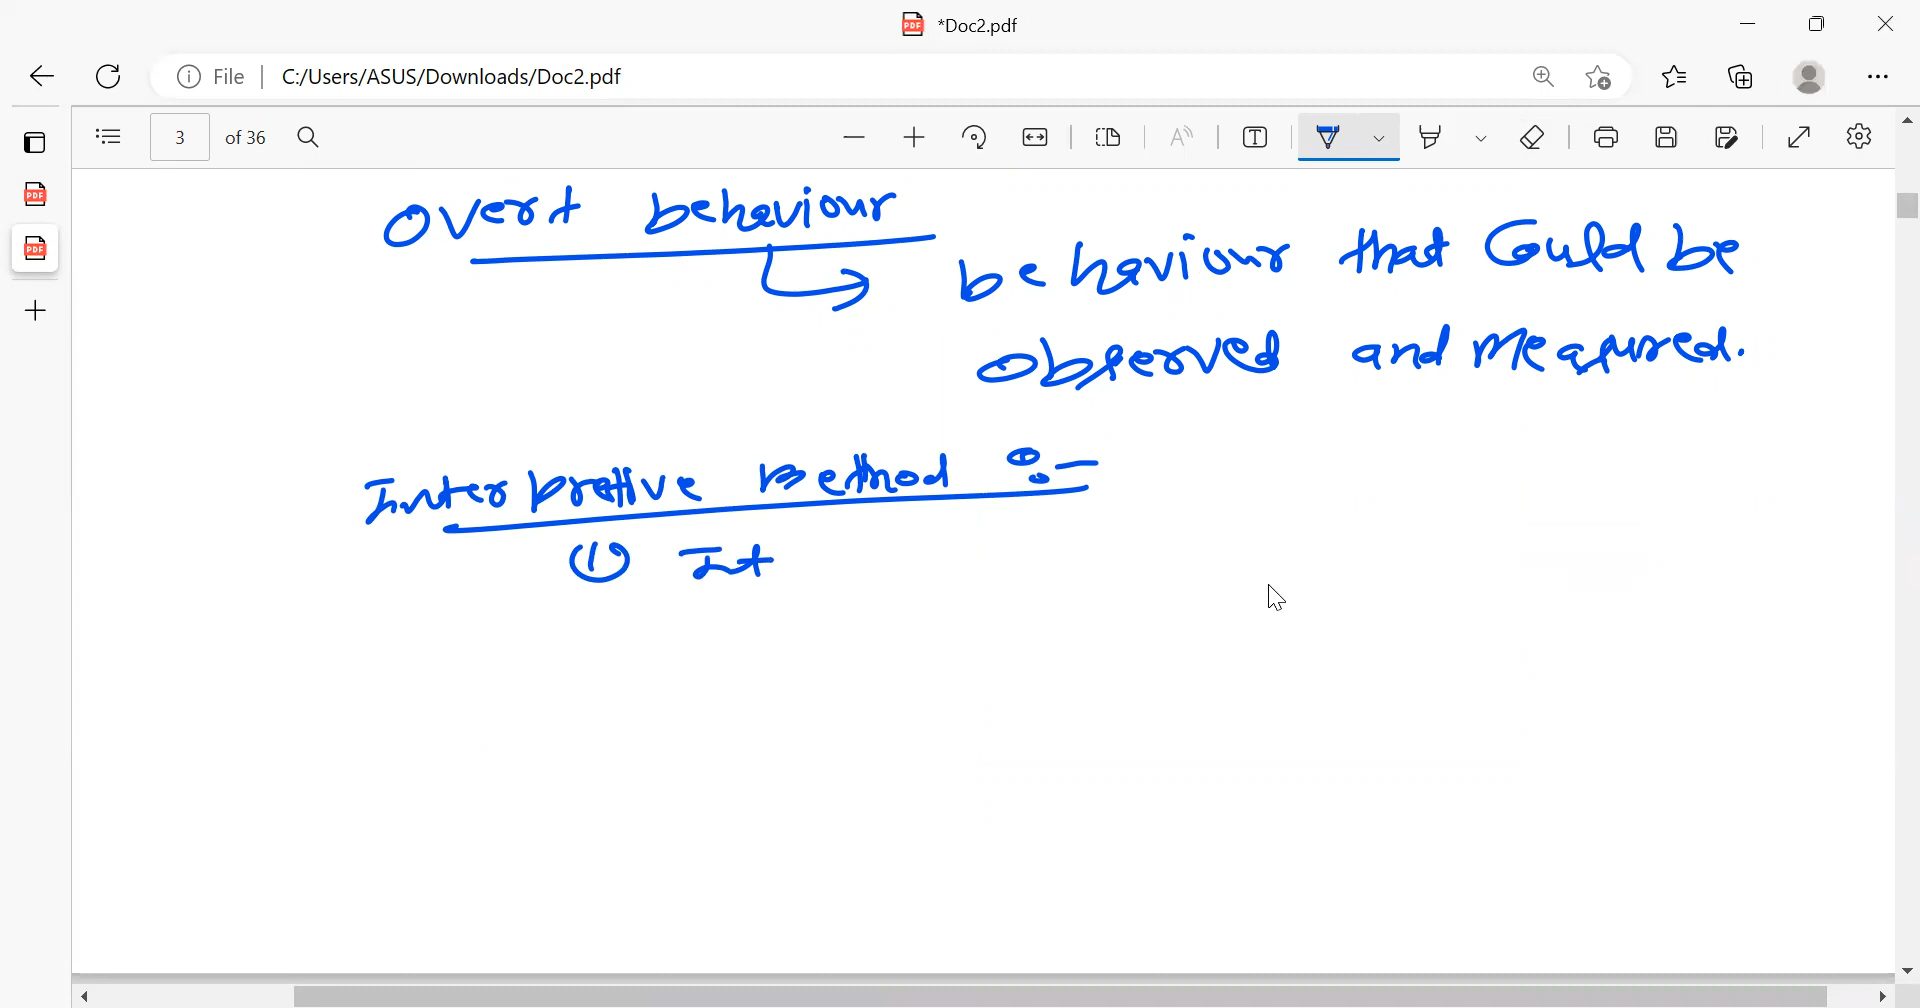 *Doc2.pdf
File C:/Users/ASUS/Downloads/Doc2.pdf
3 of 36
Overt behaviour
behaviour that Could be
observed and measured.
Interpretive Method :-
① It